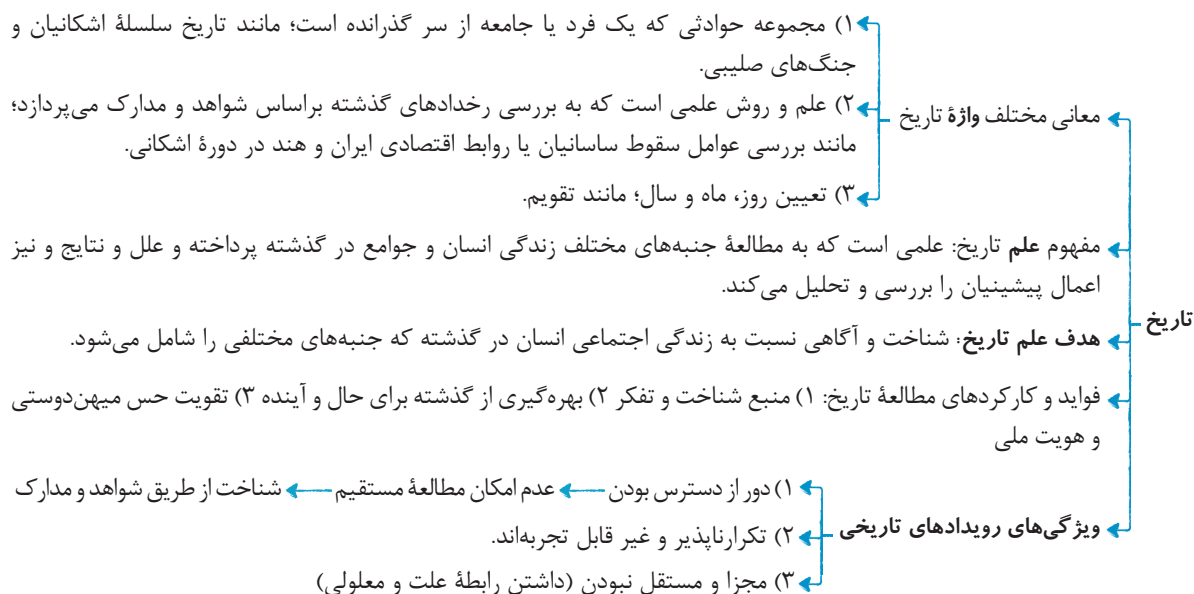 ۱) مجموعه حوادثی که یک فرد یا جامعه از سر گذرانده است؛ مانند تاریخ سلسلهٔ اشکانیان و
جنگ‌های صلیبی.
معانی مختلف واژهٔ تاریخ
۲) علم و روش علمی است که به بررسی رخدادهای گذشته براساس شواهد و مدارک می‌پردازد؛
مانند بررسی عوامل سقوط ساسانیان یا روابط اقتصادی ایران و هند در دورهٔ اشکانی.
۳) تعیین روز، ماه و سال؛ مانند تقویم.
مفهوم علم تاریخ: علمی است که به مطالعهٔ جنبه‌های مختلف زندگی انسان و جوامع در گذشته پرداخته و علل و نتایج و نیز
اعمال پیشینیان را بررسی و تحلیل می‌کند.
تاریخ
هدف علم تاریخ: شناخت و آگاهی نسبت به زندگی اجتماعی انسان در گذشته که جنبه‌های مختلفی را شامل می‌شود.
فواید و کارکردهای مطالعهٔ تاریخ: ۱) منبع شناخت و تفکر ۲) بهره‌گیری از گذشته برای حال و آینده ۳) تقویت حس میهن‌دوستی
و هویت ملی
۱) دور از دسترس بودن عدم امکان مطالعهٔ مستقیم شناخت از طریق شواهد و مدارک
ویژگی‌های رویدادهای تاریخی
۲) تکرارناپذیر و غیر قابل تجربه‌اند.
۳) مجزا و مستقل نبودن (داشتن رابطهٔ علت و معلولی)